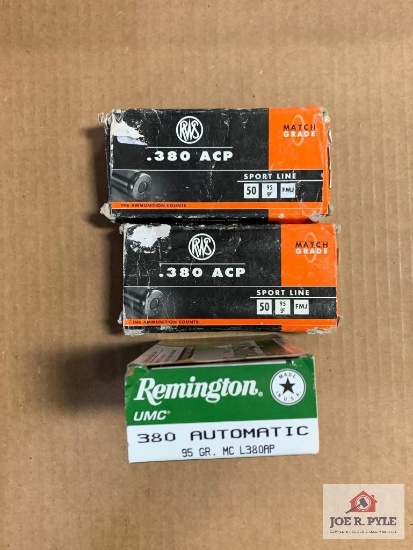 RWS
MATCH
GRADE
.380 ACP
SPORT LINE
50 95 gr FMJ
THE AMMUNITION COUNTS
RWS
MATCH
GRADE
.380 ACP
SPORT LINE
50 95 gr FMJ
THE AMMUNITION COUNTS
Remington®
UMC®
MADE
IN U.S.A.
380 AUTOMATIC
95 GR. MC L380AP
JOE R. PYLE